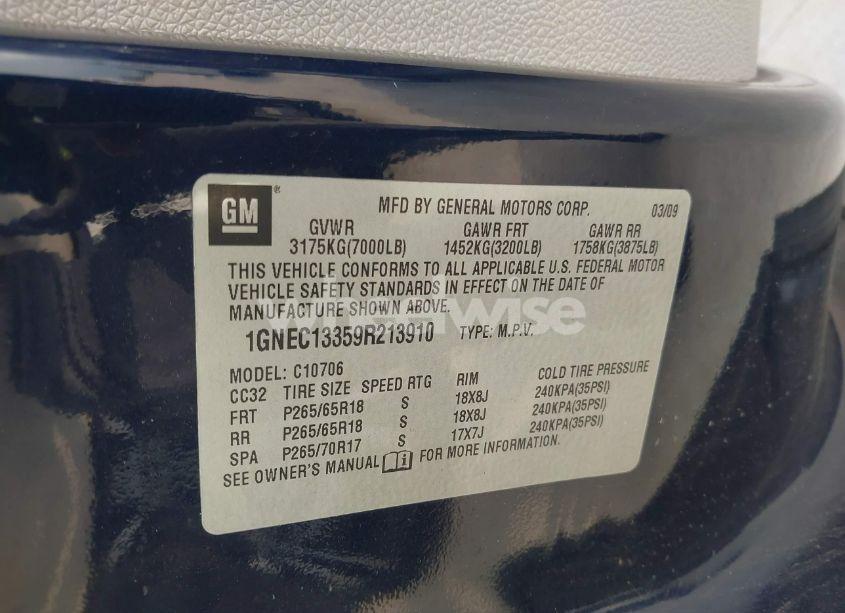 GM ®
MFD BY GENERAL MOTORS CORP. 03/09
GVWR GAWR FRT GAWR RR
3175KG(7000LB) 1452KG(3200LB) 1758KG(3875LB)
THIS VEHICLE CONFORMS TO ALL APPLICABLE U.S. FEDERAL MOTOR
VEHICLE SAFETY STANDARDS IN EFFECT ON THE DATE OF
MANUFACTURE SHOWN ABOVE.
1GNEC13359R213910 TYPE: M.P.V.
MODEL: C10706
CC32 TIRE SIZE SPEED RTG RIM COLD TIRE PRESSURE
FRT P265/65R18 S 18X8J 240KPA(35PSI)
RR P265/65R18 S 18X8J 240KPA(35PSI)
SPA P265/70R17 S 17X7J 240KPA(35PSI)
SEE OWNER'S MANUAL FOR MORE INFORMATION.